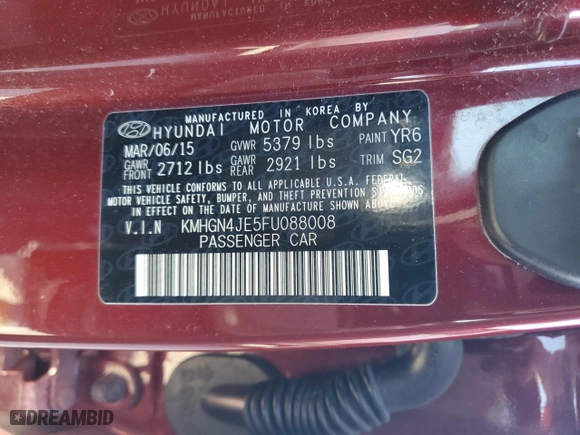 MANUFACTURED IN KOREA BY
HYUNDAI MOTOR COMPANY
MAR/06/15 GVWR 5379 lbs PAINT YR6
GAWR FRONT 2712 lbs GAWR REAR 2921 lbs TRIM SG2
THIS VEHICLE CONFORMS TO ALL APPLICABLE U.S.A. FEDERAL
MOTOR VEHICLE SAFETY, BUMPER, AND THEFT PREVENTION
IN EFFECT ON THE DATE OF MANUFACTURE SHOWN ABOVE.
V.I.N KMHGN4JE5FU088008
PASSENGER CAR
DREAMBID